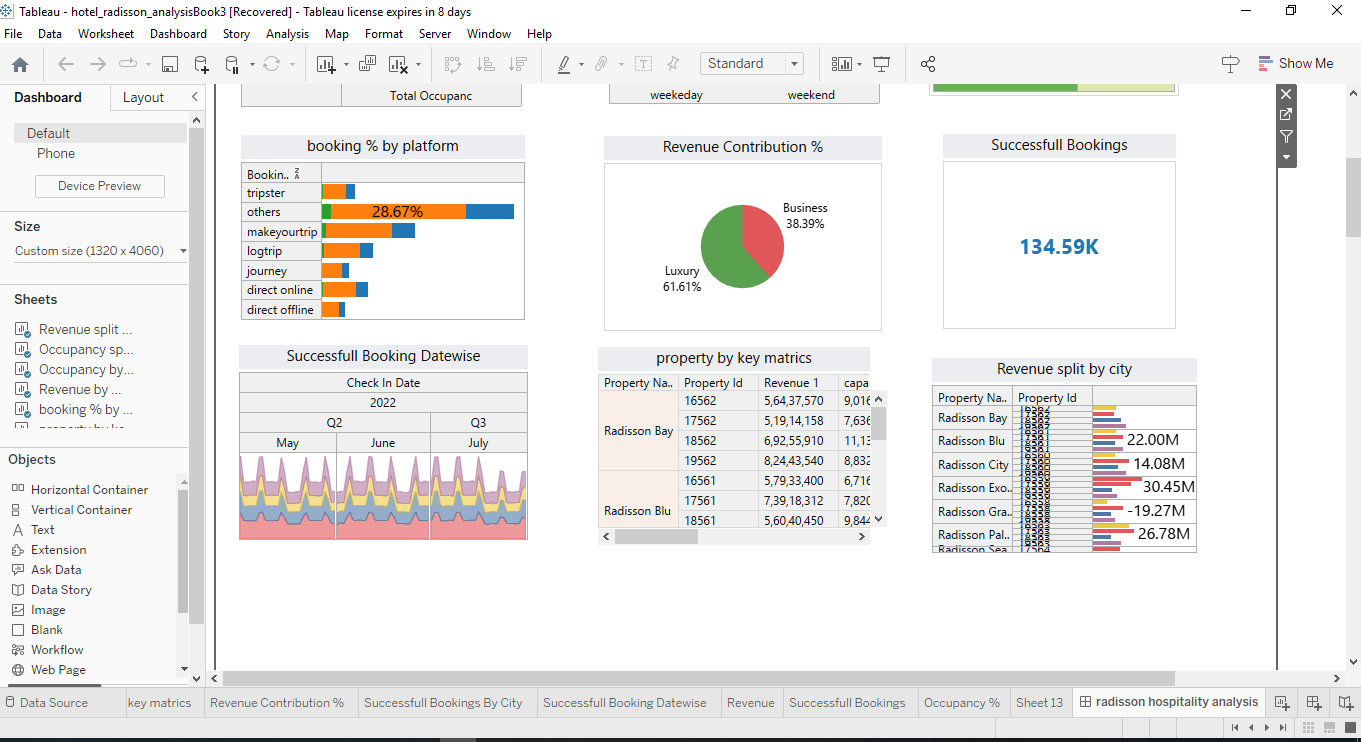 Tableau - hotel_radisson_analysisBook3 [Recovered] - Tableau license expires in 8 days
File Data Worksheet Dashboard Story Analysis Map Format Server Window Help
Standard
Show Me
Dashboard
Layout
Default
Phone
Device Preview
Size
Custom size (1320 x 4060)
Sheets
Revenue split ...
Occupancy sp...
Occupancy by...
Revenue by ...
booking % by ...
Objects
Horizontal Container
Vertical Container
Text
Extension
Ask Data
Data Story
Image
Blank
Workflow
Web Page
Total Occupanc
weekeday weekend
booking % by platform
Bookin..
tripster
others 28.67%
makeyourtrip
logtrip
journey
direct online
direct offline
Revenue Contribution %
Business
38.39%
Luxury
61.61%
Successfull Bookings
134.59K
Successfull Booking Datewise
Check In Date
2022
Q2 Q3
May June July
property by key matrics
Property Na.. Property Id Revenue 1 capa
Radisson Bay
16562 5,64,37,570 9,016
17562 5,19,14,158 7,636
18562 6,92,55,910 11,13
19562 8,24,43,540 8,832
Radisson Blu
16561 5,79,33,400 6,716
17561 7,39,18,312 7,820
18561 5,60,40,450 9,844
Revenue split by city
Property Na.. Property Id
Radisson Bay
Radisson Blu 22.00M
Radisson City 14.08M
Radisson Exo.. 30.45M
Radisson Gra.. -19.27M
Radisson Pal.. 26.78M
Radisson Sea
Data Source
key matrics
Revenue Contribution %
Successfull Bookings By City
Successfull Booking Datewise
Revenue
Successfull Bookings
Occupancy %
Sheet 13
radisson hospitality analysis